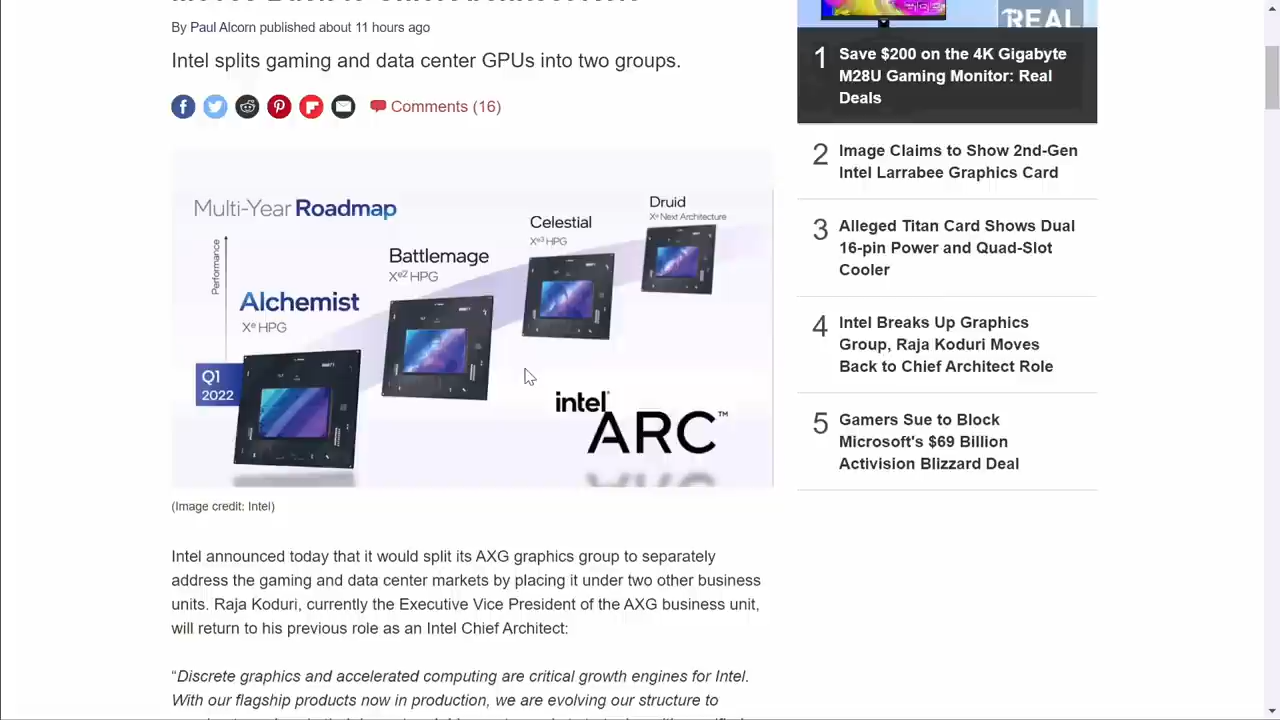 By Paul Alcorn published about 11 hours ago
Intel splits gaming and data center GPUs into two groups.
Comments (16)
Multi-Year Roadmap
Performance
Q1
2022
Alchemist
Xe HPG
Battlemage
Xe2 HPG
Celestial
Xe3 HPG
Druid
Xe Next Architecture
intel
ARC™
(Image credit: Intel)
Intel announced today that it would split its AXG graphics group to separately
address the gaming and data center markets by placing it under two other business
units. Raja Koduri, currently the Executive Vice President of the AXG business unit,
will return to his previous role as an Intel Chief Architect:
“Discrete graphics and accelerated computing are critical growth engines for Intel.
With our flagship products now in production, we are evolving our structure to
REAL
1
Save $200 on the 4K Gigabyte
M28U Gaming Monitor: Real
Deals
2
Image Claims to Show 2nd-Gen
Intel Larrabee Graphics Card
3
Alleged Titan Card Shows Dual
16-pin Power and Quad-Slot
Cooler
4
Intel Breaks Up Graphics
Group, Raja Koduri Moves
Back to Chief Architect Role
5
Gamers Sue to Block
Microsoft's $69 Billion
Activision Blizzard Deal